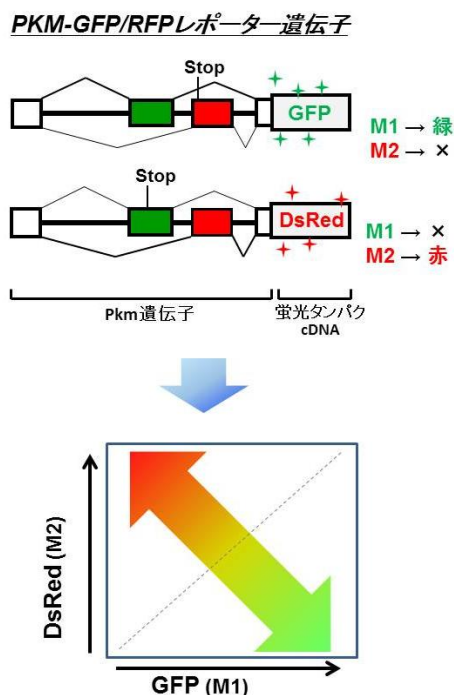 PKM-GFP/RFPレポーター遺伝子
Stop
GFP
M1 → 緑
M2 → ×
Stop
DsRed
M1 → ×
M2 → 赤
Pkm遺伝子
蛍光タンパク
cDNA
DsRed (M2)
GFP (M1)